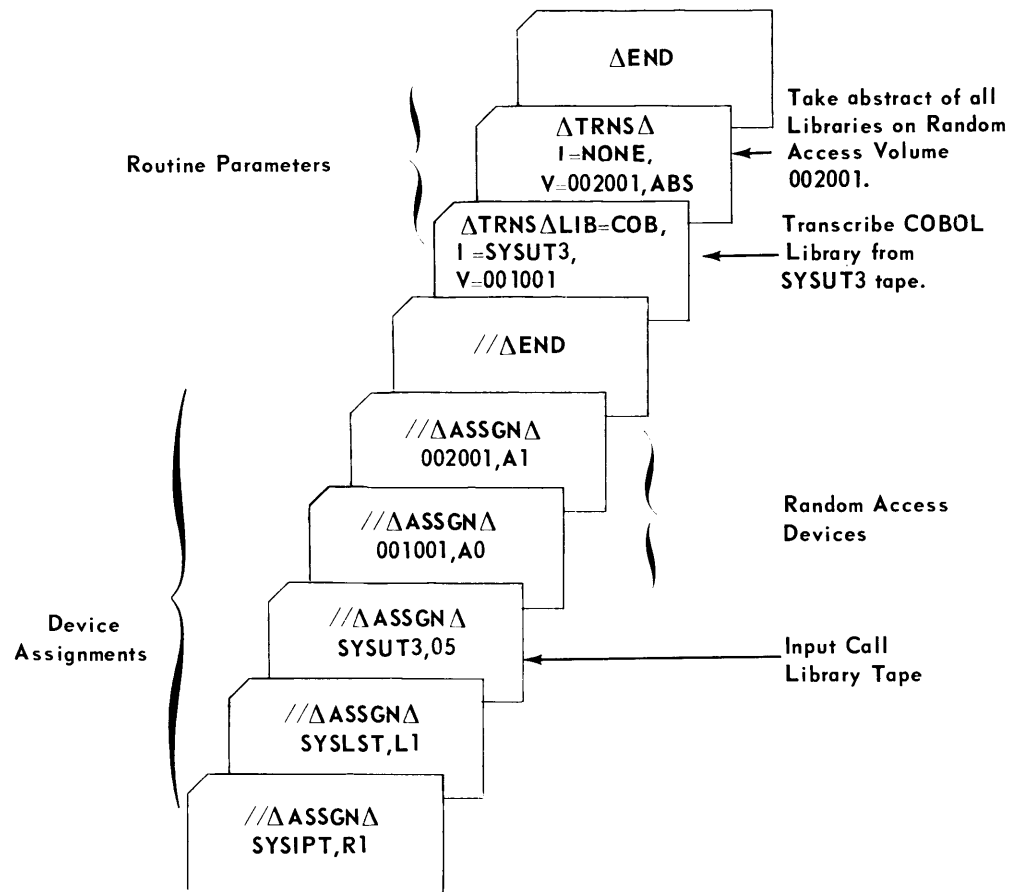 ΔEND
ΔTRNSΔ
I=NONE,
V=002001,ABS
Take abstract of all
Libraries on Random
Access Volume
002001.
Routine Parameters
ΔTRNSΔLIB=COB,
I=SYSUT3,
V=001001
Transcribe COBOL
Library from
SYSUT3 tape.
//ΔEND
//ΔASSGNΔ
002001,A1
//ΔASSGNΔ
001001,A0
Random Access
Devices
//ΔASSGNΔ
SYSUT3,05
Device
Assignments
Input Call
Library Tape
//ΔASSGNΔ
SYSLST,L1
//ΔASSGNΔ
SYSIPT,R1